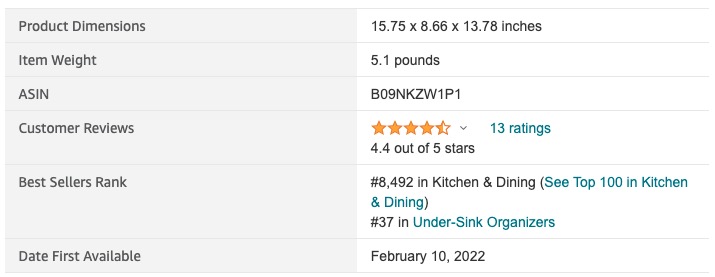 Product Dimensions 15.75 x 8.66 x 13.78 inches
Item Weight 5.1 pounds
ASIN B09NKZW1P1
Customer Reviews 13 ratings
4.4 out of 5 stars
Best Sellers Rank #8,492 in Kitchen & Dining (See Top 100 in Kitchen
& Dining)
#37 in Under-Sink Organizers
Date First Available February 10, 2022